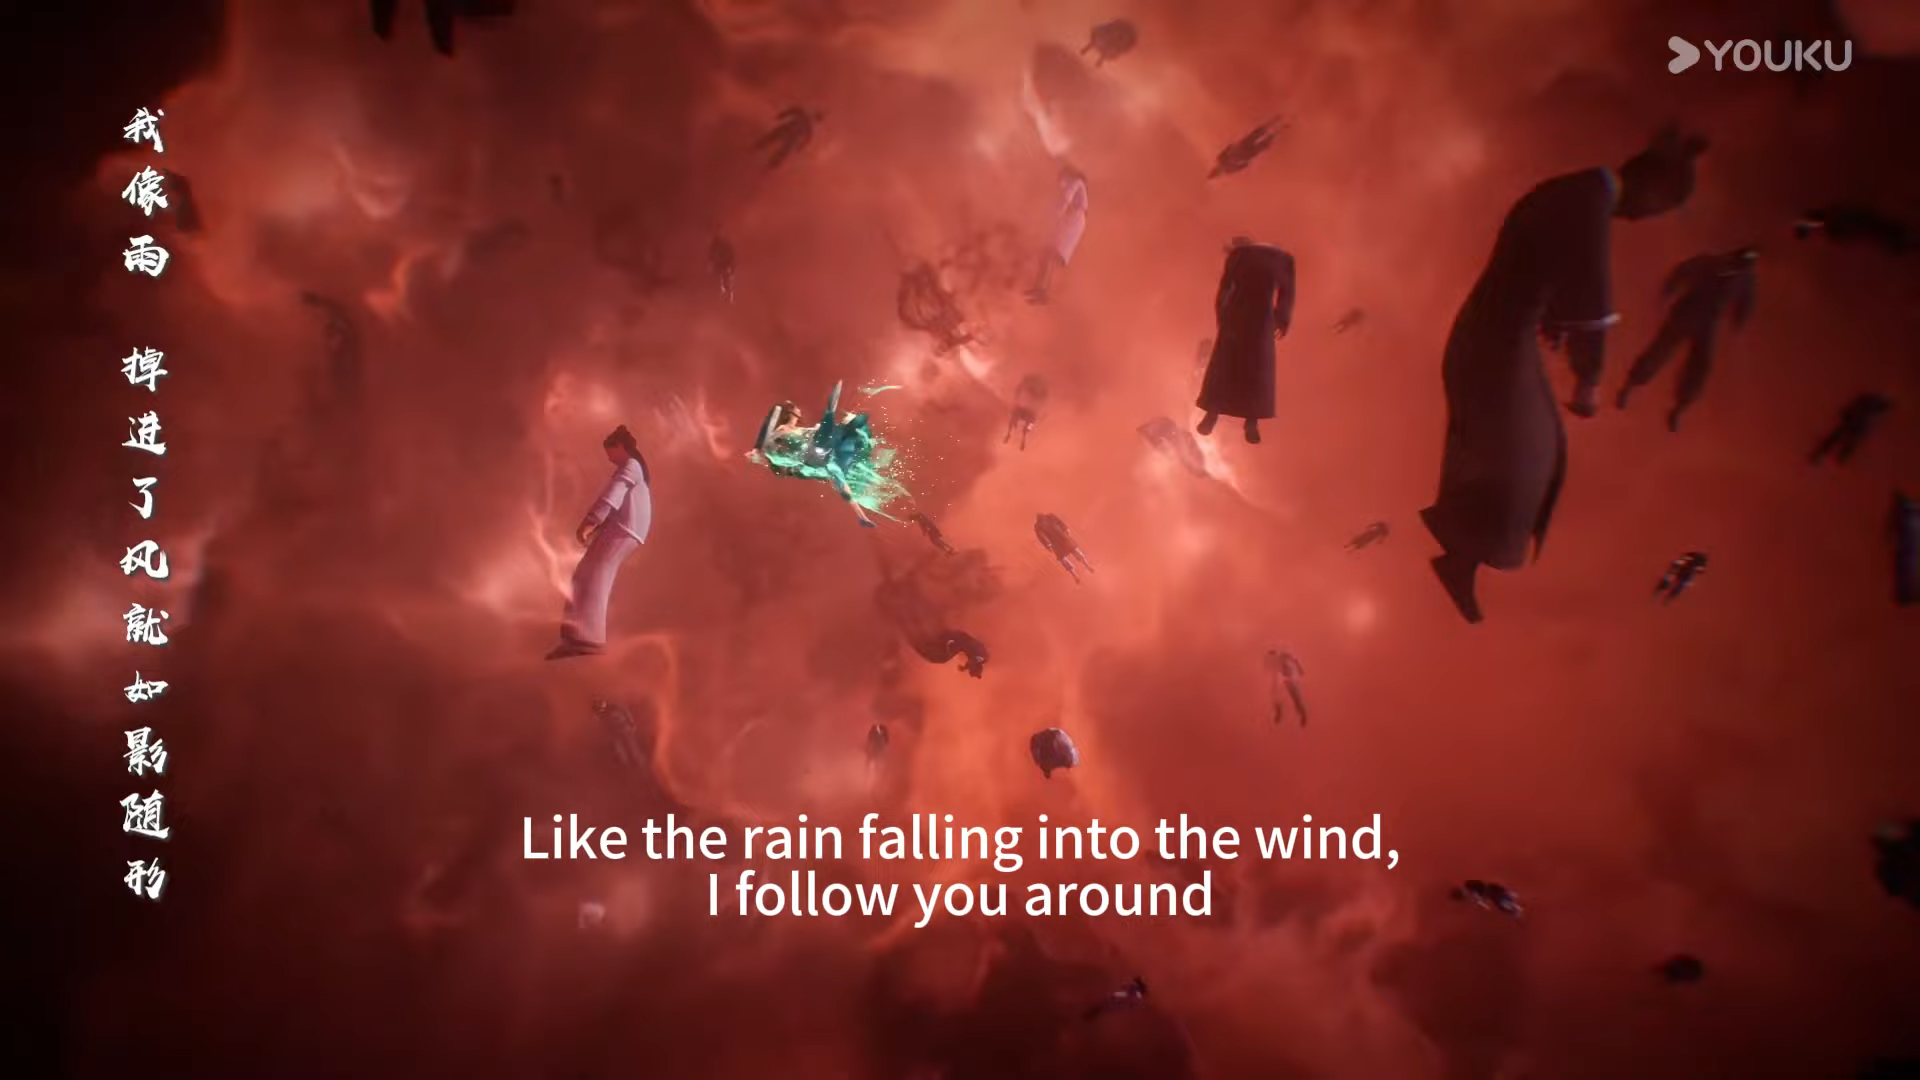 YOUKU
我像雨 掉进了风就如影随形
Like the rain falling into the wind,
I follow you around